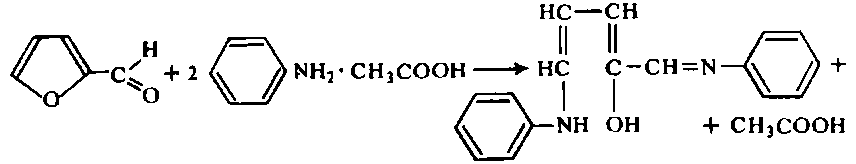 HC—CH
C H O O + 2 NH₂·CH₃COOH → HC C—CH=N +
NH OH + CH₃COOH